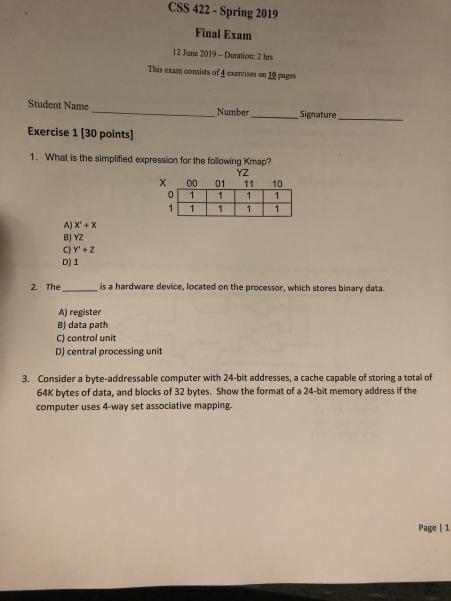 CSS 422 - Spring 2019
Final Exam
12 June 2019 – Duration: 2 hrs
This exam consists of 4 exercises on 10 pages
Student Name ____________________ Number ________ Signature ___________
Exercise 1 [30 points]
1. What is the simplified expression for the following Kmap?
YZ
X 00 01 11 10
0 1 1 1 1
1 1 1 1 1
A) X' + X
B) YZ
C) Y' + Z
D) 1
2. The _______ is a hardware device, located on the processor, which stores binary data.
A) register
B) data path
C) control unit
D) central processing unit
3. Consider a byte-addressable computer with 24-bit addresses, a cache capable of storing a total of
64K bytes of data, and blocks of 32 bytes. Show the format of a 24-bit memory address if the
computer uses 4-way set associative mapping.
Page | 1